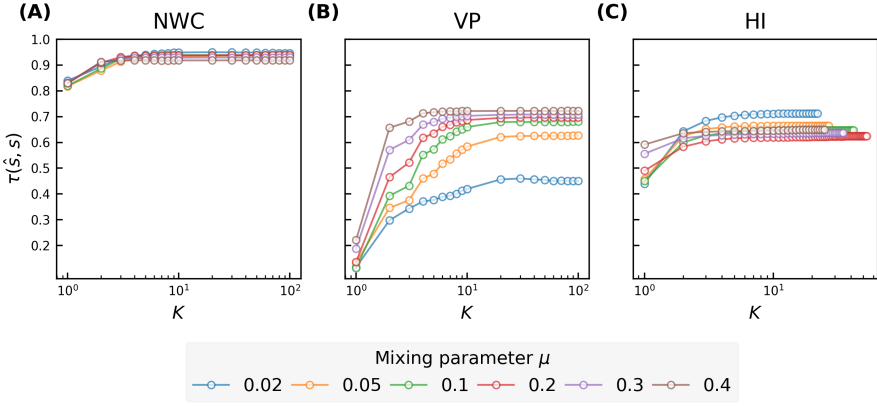 (A) NWC
(B) VP
(C) HI
τ(ŝ, s)
1.0
0.9
0.8
0.7
0.6
0.5
0.4
0.3
0.2
10⁰ 10¹ 10²
10⁰ 10¹ 10²
10⁰ 10¹
K K K
Mixing parameter μ
0.02 0.05 0.1 0.2 0.3 0.4